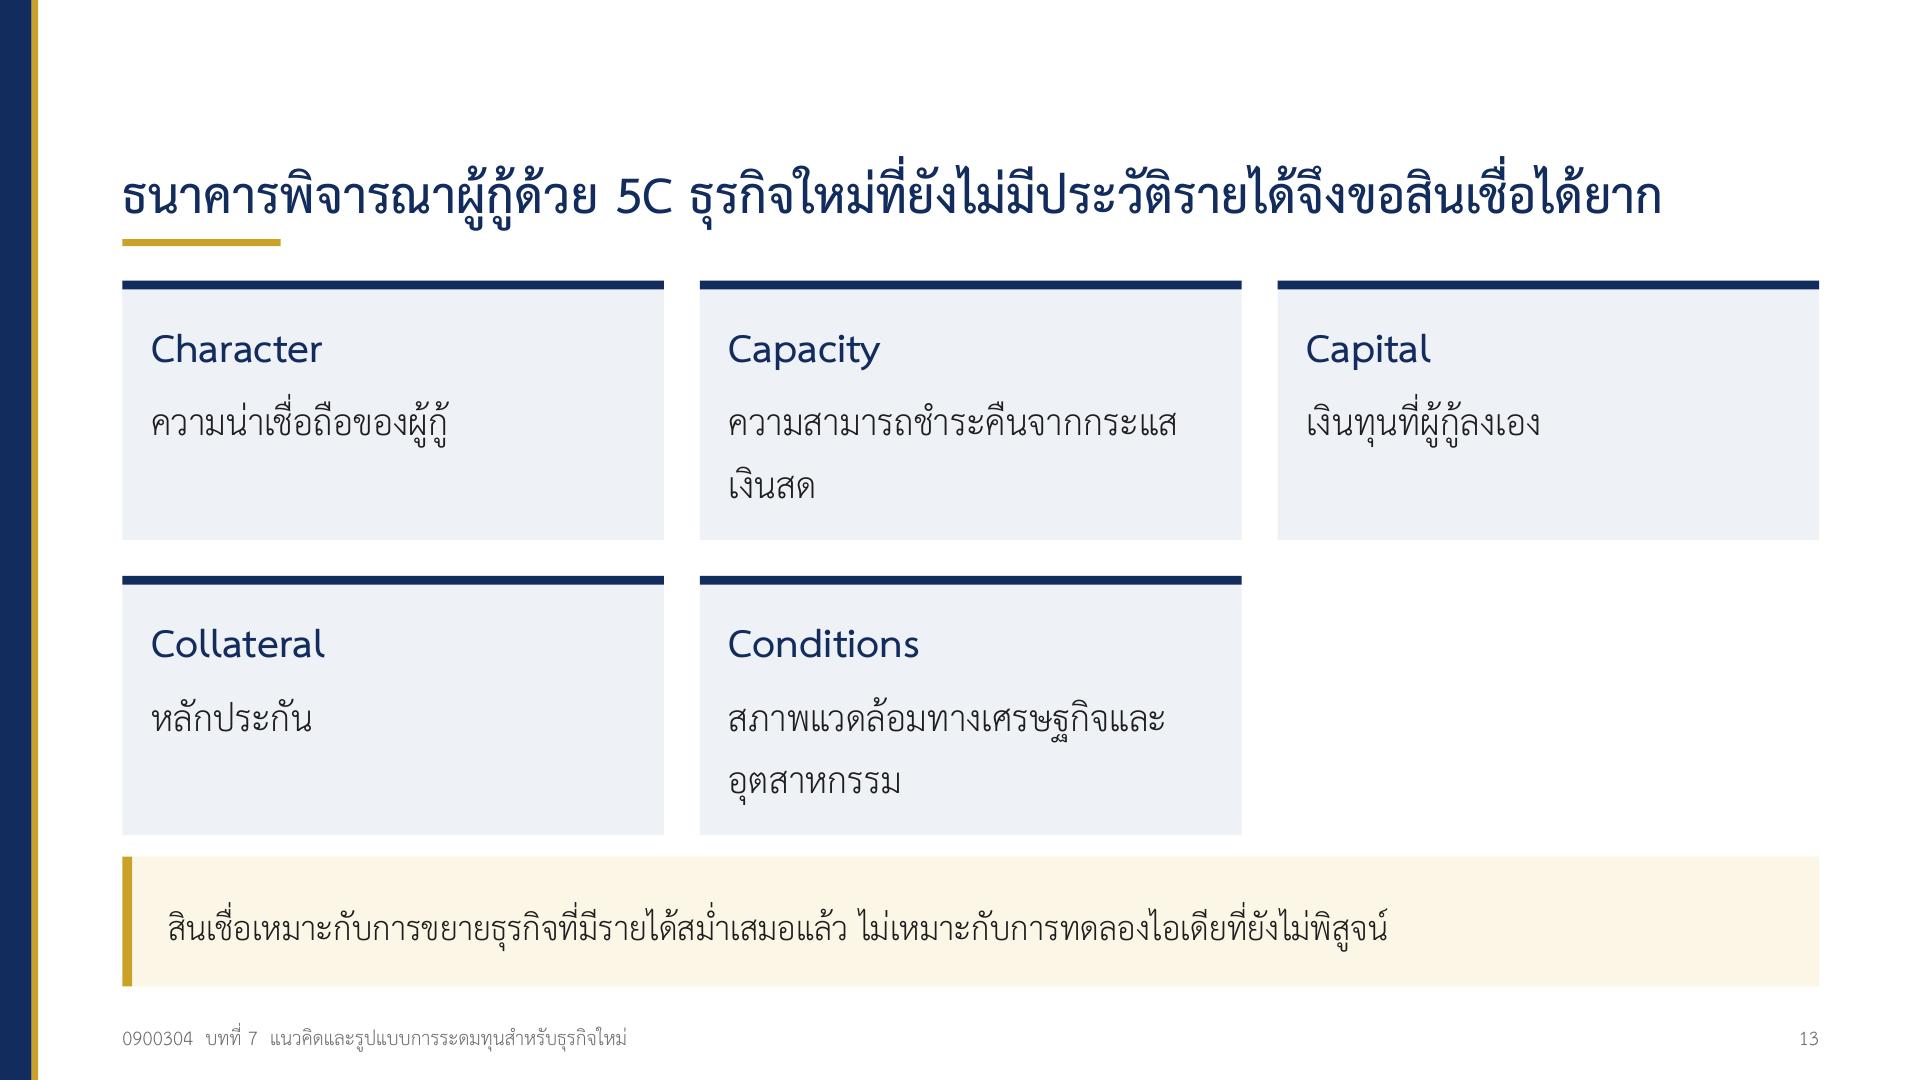 ธนาคารพิจารณาผู้กู้ด้วย 5C ธุรกิจใหม่ที่ยังไม่มีประวัติรายได้จึงขอสินเชื่อได้ยาก
Character
ความน่าเชื่อถือของผู้กู้
Capacity
ความสามารถชำระคืนจากกระแส
เงินสด
Capital
เงินทุนที่ผู้กู้ลงเอง
Collateral
หลักประกัน
Conditions
สภาพแวดล้อมทางเศรษฐกิจและ
อุตสาหกรรม
สินเชื่อเหมาะกับการขยายธุรกิจที่มีรายได้สม่ำเสมอแล้ว ไม่เหมาะกับการทดลองไอเดียที่ยังไม่พิสูจน์
0900304 บทที่ 7 แนวคิดและรูปแบบการระดมทุนสำหรับธุรกิจใหม่
13